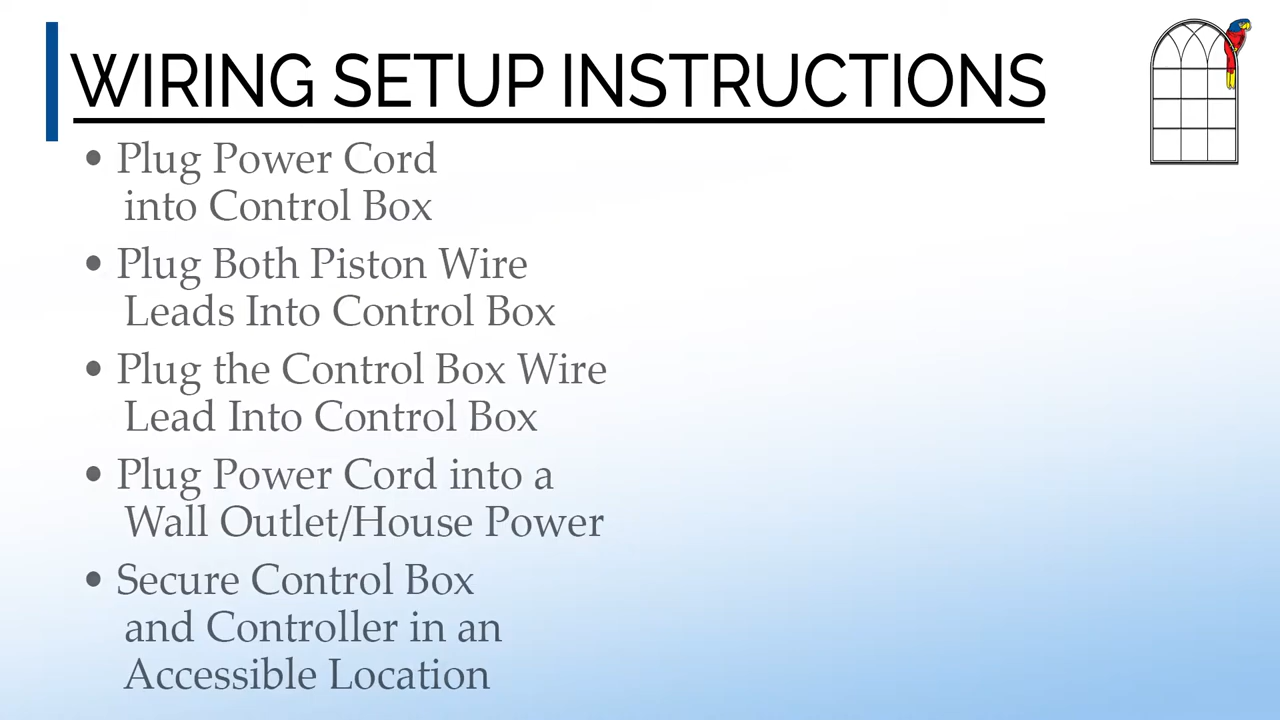 WIRING SETUP INSTRUCTIONS
• Plug Power Cord
into Control Box
• Plug Both Piston Wire
Leads Into Control Box
• Plug the Control Box Wire
Lead Into Control Box
• Plug Power Cord into a
Wall Outlet/House Power
• Secure Control Box
and Controller in an
Accessible Location